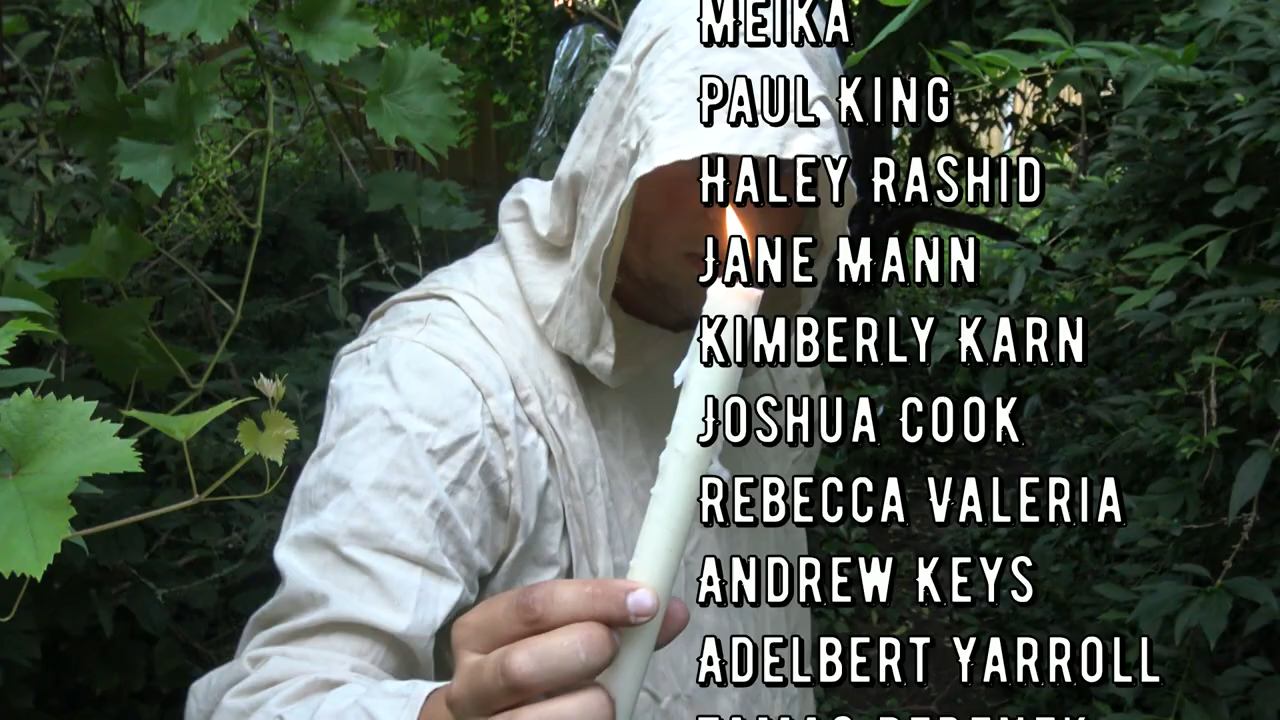 MEIKA
PAUL KING
HALEY RASHID
JANE MANN
KIMBERLY KARN
JOSHUA COOK
REBECCA VALERIA
ANDREW KEYS
ADELBERT YARROLL